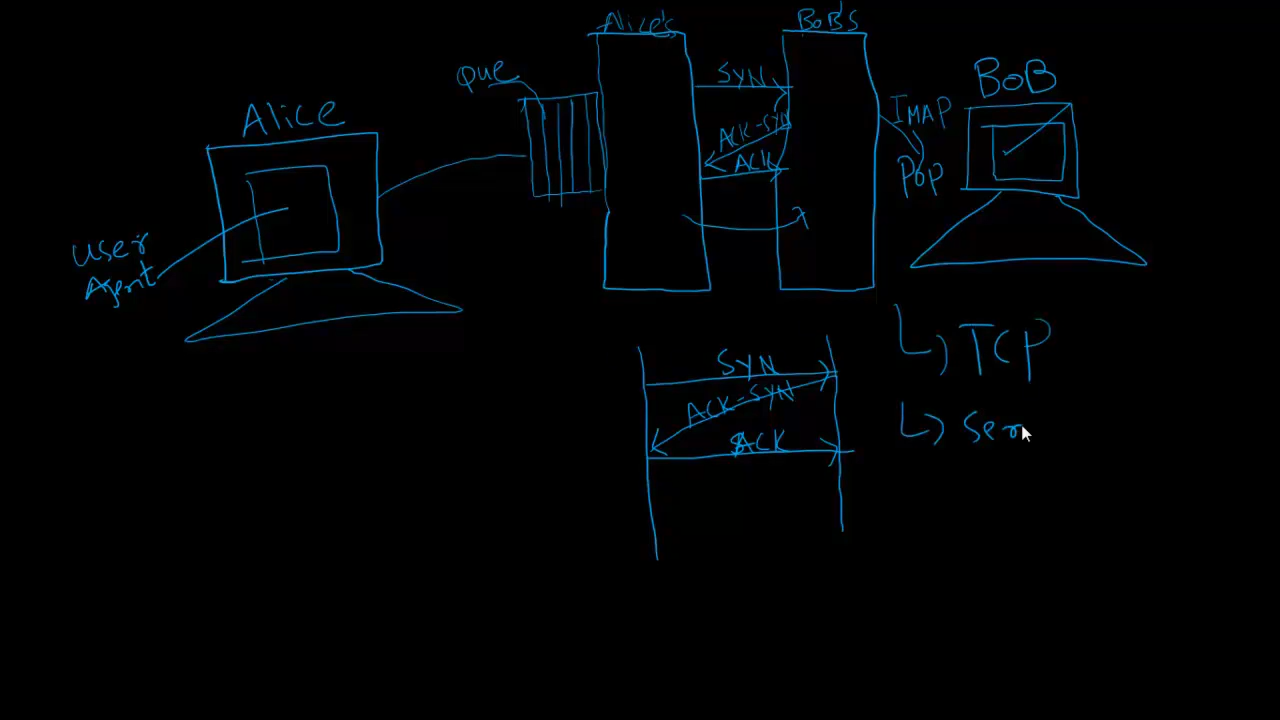 Alice's
BoB's
Que
SYN
BoB
Alice
IMAP
ACK-SYN
ACK
Pop
User
Agent
TCP
SYN
ACK-SYN
ACK
Ser